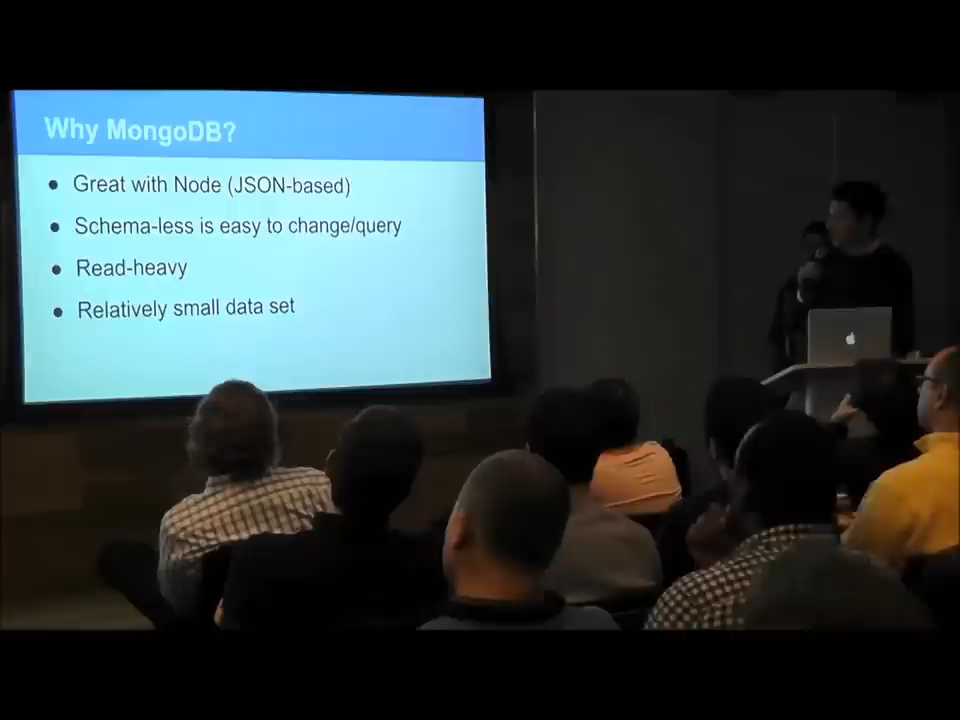 Why MongoDB?
● Great with Node (JSON-based)
● Schema-less is easy to change/query
● Read-heavy
● Relatively small data set